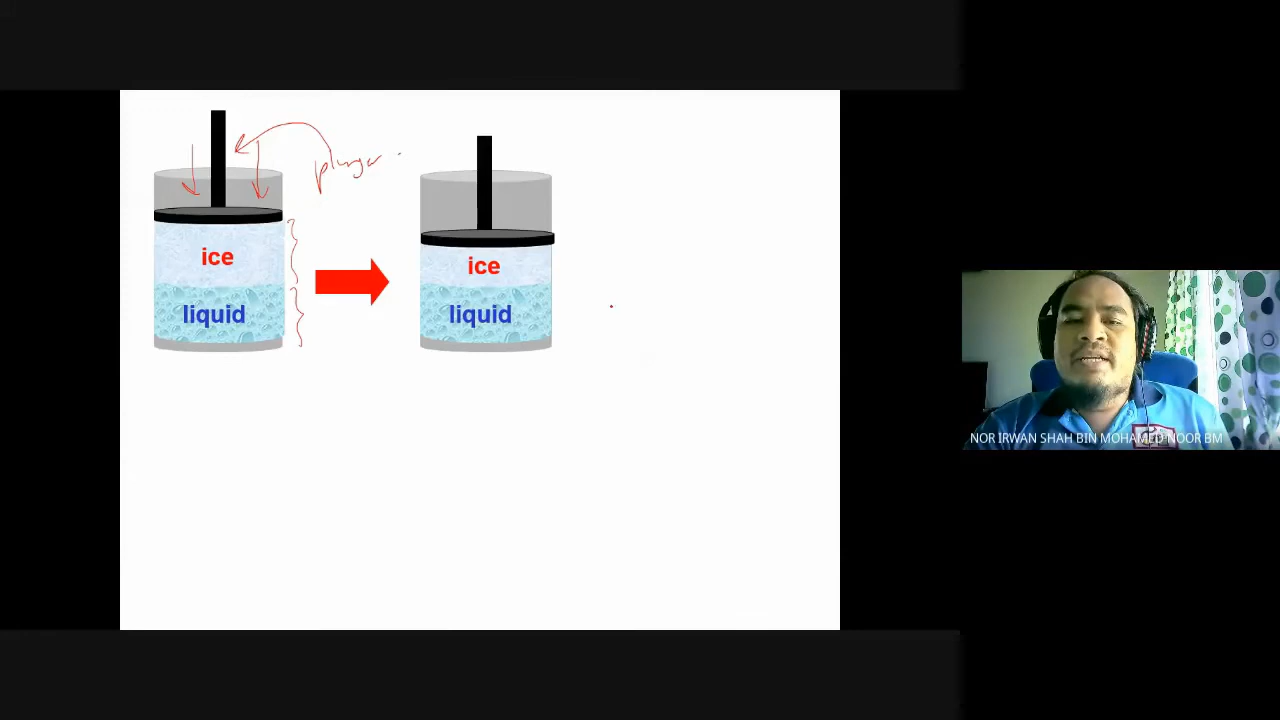 plunger
ice
liquid
ice
liquid
NOR IRWAN SHAH BIN MOHAMED NOOR BM